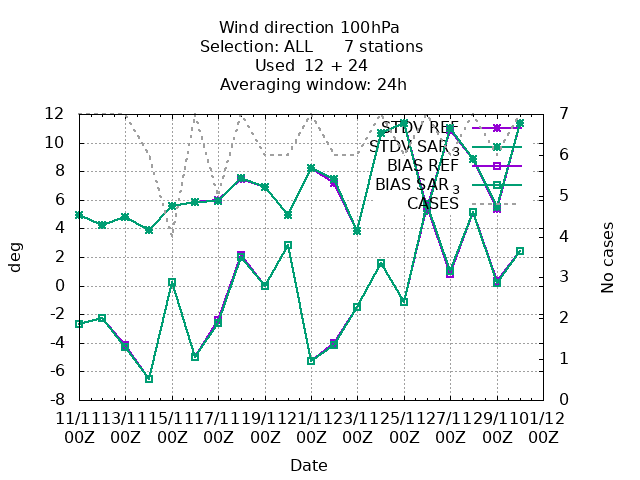 Wind direction 100hPa
Selection: ALL 7 stations
Used 12 + 24
Averaging window: 24h
STDV REF
STDV SAR 3
BIAS REF
BIAS SAR 3
CASES
12
10
8
6
4
2
0
-2
-4
-6
-8
deg
7
6
5
4
3
2
1
0
No cases
11/11 13/11 15/11 17/11 19/11 21/11 23/11 25/11 27/11 29/11 01/12
00Z 00Z 00Z 00Z 00Z 00Z 00Z 00Z 00Z 00Z 00Z
Date